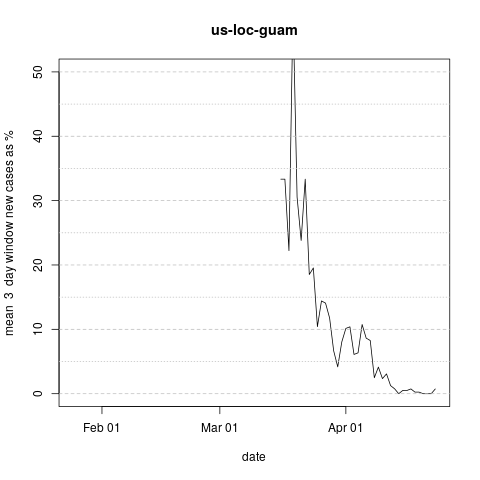 us-loc-guam
mean  3  day window new cases as %
50
40
30
20
10
0
Feb 01
Mar 01
Apr 01
date